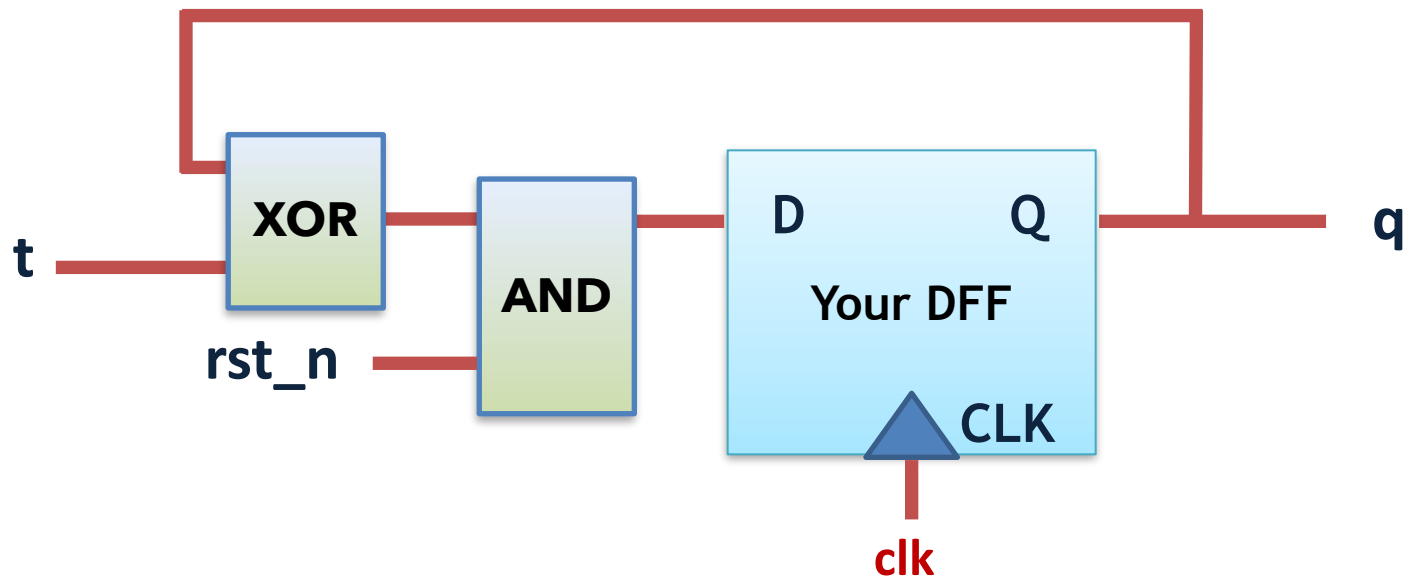 XOR
D
Q
q
t
AND
Your DFF
rst_n
CLK
clk